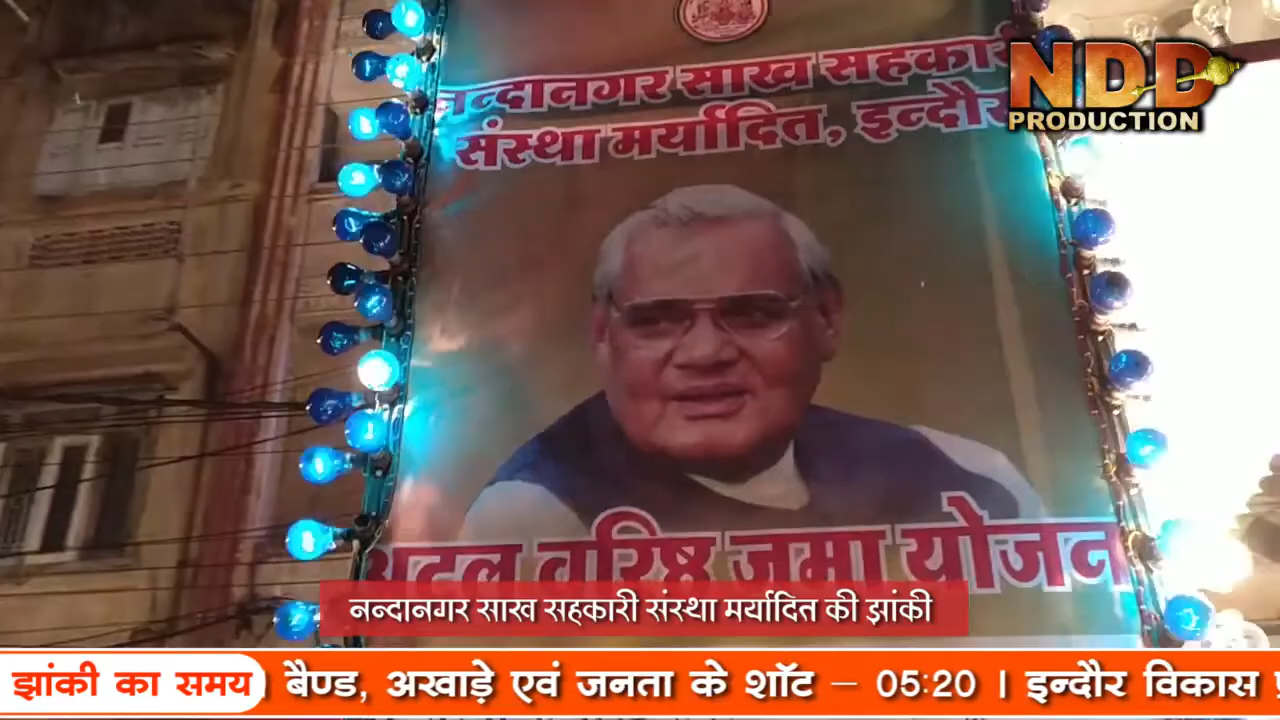 नन्दानगर साख सहकारी
संस्था मर्यादित, इन्दौर
NDD
PRODUCTION
अटल वरिष्ठ जमा योजन
नन्दानगर साख सहकारी संस्था मर्यादित की झांकी
झांकी का समय
बैण्ड, अखाड़े एवं जनता के शॉट – 05:20 । इन्दौर विकास